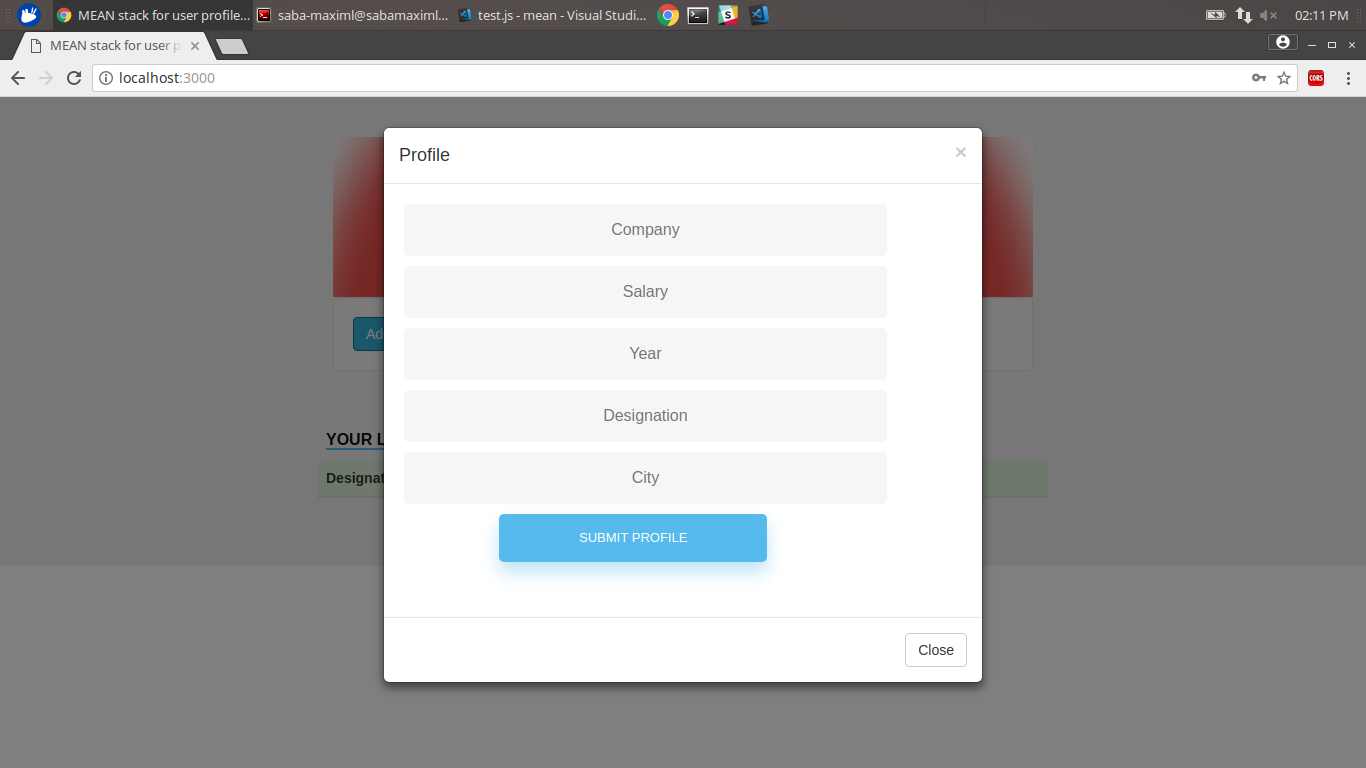 MEAN stack for user profile...
saba-maximl@sabamaximl...
test.js - mean - Visual Studi...
02:11 PM
MEAN stack for user p
localhost:3000
CORS
Profile
×
Company
Salary
Year
Ad
Designation
YOUR L
City
Designat
SUBMIT PROFILE
Close